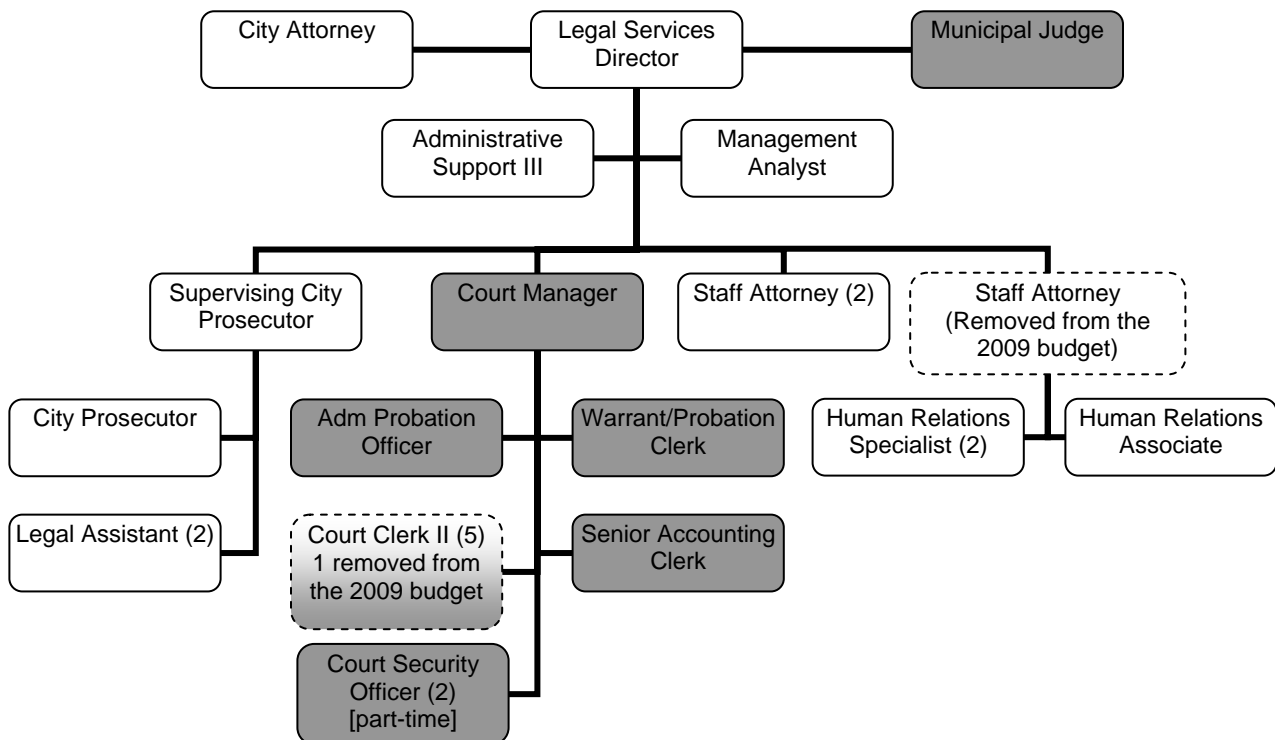 City Attorney
Legal Services
Director
Municipal Judge
Administrative
Support III
Management
Analyst
Supervising City
Prosecutor
Court Manager
Staff Attorney (2)
Staff Attorney
(Removed from the
2009 budget)
City Prosecutor
Adm Probation
Officer
Warrant/Probation
Clerk
Human Relations
Specialist (2)
Human Relations
Associate
Legal Assistant (2)
Court Clerk II (5)
1 removed from
the 2009 budget
Senior Accounting
Clerk
Court Security
Officer (2)
[part-time]